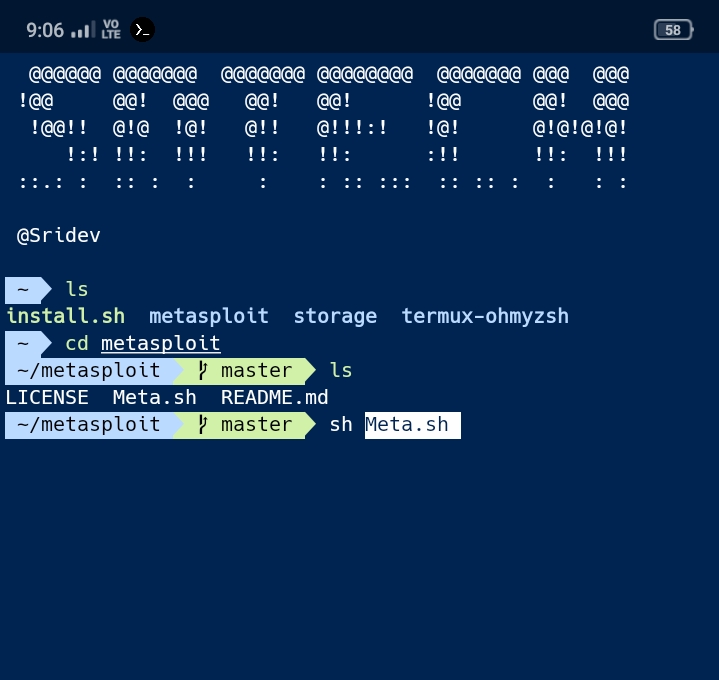 9:06 VO LTE 58
 @@@@@@ @@@@@@@  @@@@@@@ @@@@@@@@  @@@@@@@ @@@  @@@
!@@     @@!  @@@   @@!   @@!      !@@      @@!  @@@
 !@@!!  @!@  !@!   @!!   @!!!:!   !@!      @!@!@!@!
    !:! !!:  !!!   !!:   !!:      :!!      !!:  !!!
::.: :  :: :  :     :    : :: :::  :: :: :  :   : :
@Sridev
~ ls
install.sh  metasploit  storage  termux-ohmyzsh
~ cd metasploit
~/metasploit master ls
LICENSE  Meta.sh  README.md
~/metasploit master sh Meta.sh